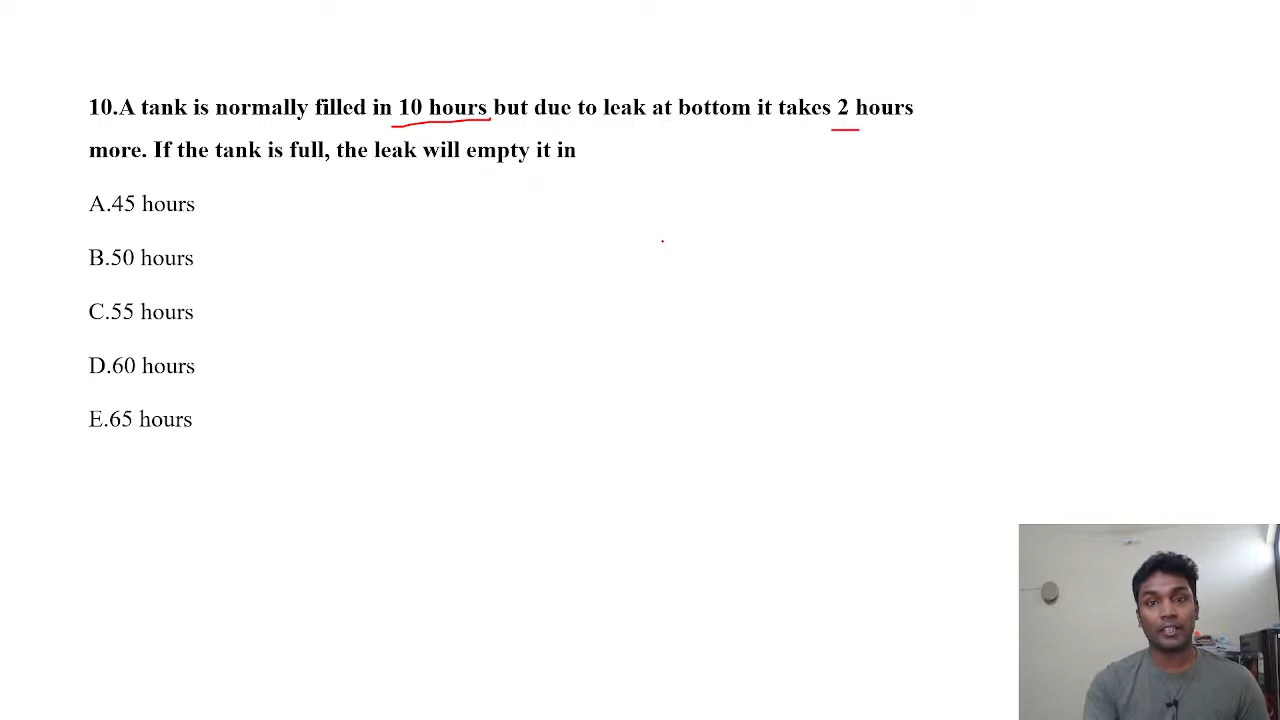 10.A tank is normally filled in 10 hours but due to leak at bottom it takes 2 hours
more. If the tank is full, the leak will empty it in
A.45 hours
B.50 hours
C.55 hours
D.60 hours
E.65 hours